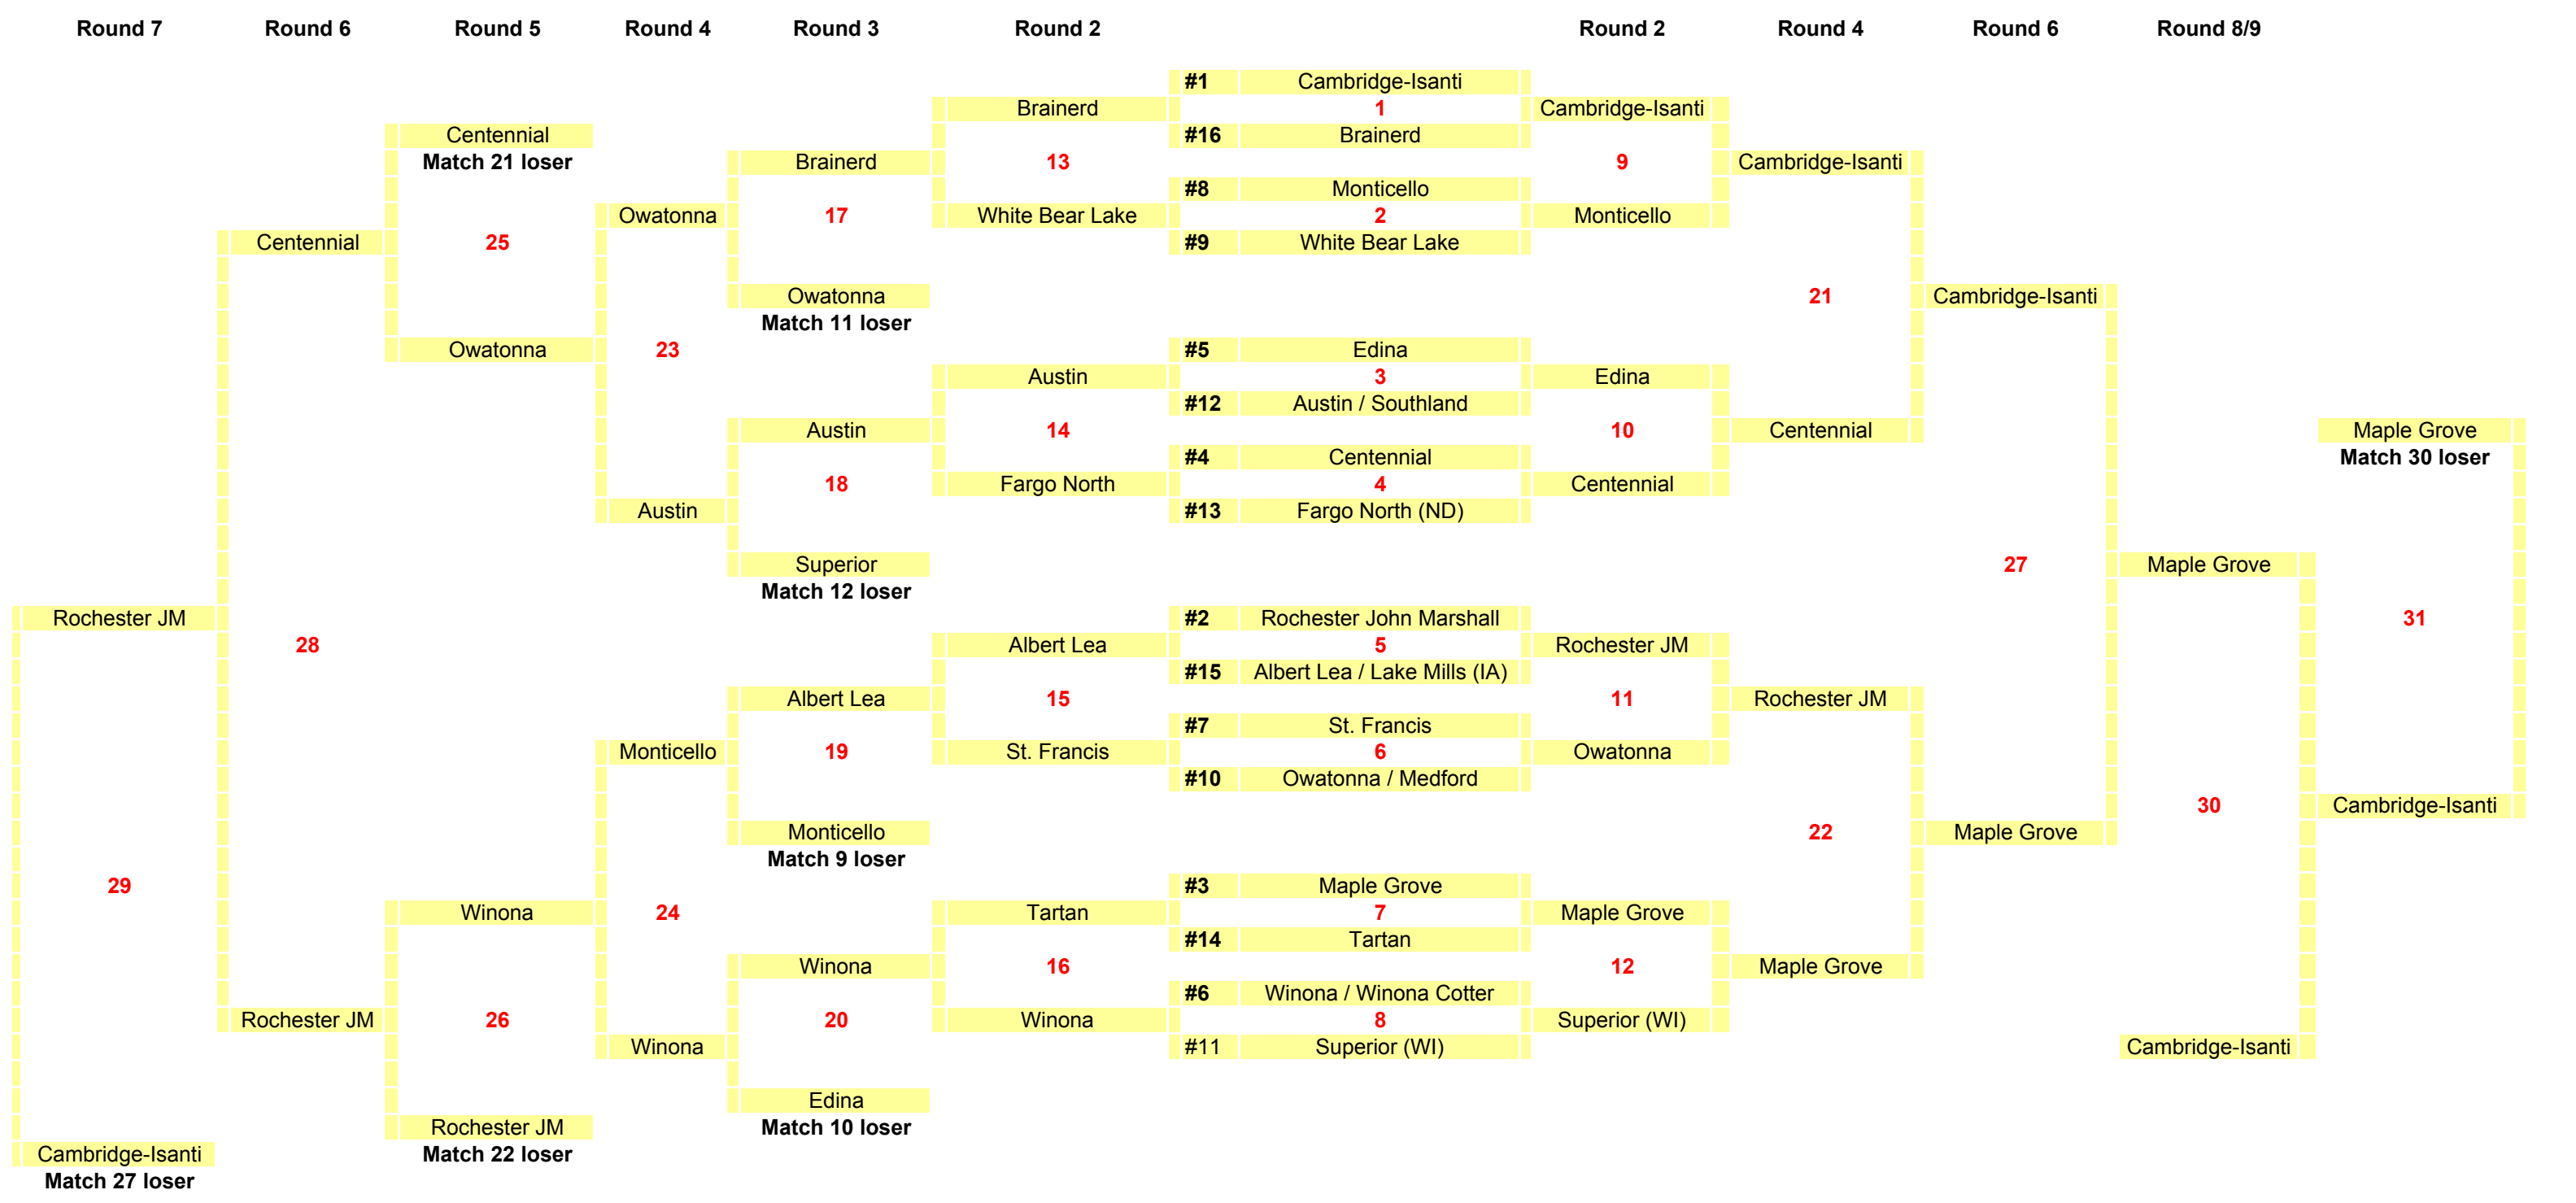 Round 7 Round 6 Round 5 Round 4 Round 3 Round 2 Round 2 Round 4 Round 6 Round 8/9
#1 Cambridge-Isanti
Brainerd 1 Cambridge-Isanti
Centennial #16 Brainerd
Match 21 loser Brainerd 13 9 Cambridge-Isanti
#8 Monticello
Owatonna 17 White Bear Lake 2 Monticello
Centennial 25 #9 White Bear Lake
Owatonna 21 Cambridge-Isanti
Match 11 loser
Owatonna 23 #5 Edina
Austin 3 Edina
#12 Austin / Southland
Austin 14 10 Centennial Maple Grove
#4 Centennial Match 30 loser
18 Fargo North 4 Centennial
Austin #13 Fargo North (ND)
Superior 27 Maple Grove
Match 12 loser
Rochester JM #2 Rochester John Marshall 31
28 Albert Lea 5 Rochester JM
#15 Albert Lea / Lake Mills (IA)
Albert Lea 15 11 Rochester JM
#7 St. Francis
Monticello 19 St. Francis 6 Owatonna
#10 Owatonna / Medford
30 Cambridge-Isanti
Monticello 22 Maple Grove
Match 9 loser
29 #3 Maple Grove
Winona 24 Tartan 7 Maple Grove
#14 Tartan
Winona 16 12 Maple Grove
#6 Winona / Winona Cotter
Rochester JM 26 20 Winona 8 Superior (WI)
Winona #11 Superior (WI) Cambridge-Isanti
Edina
Rochester JM Match 10 loser
Cambridge-Isanti Match 22 loser
Match 27 loser